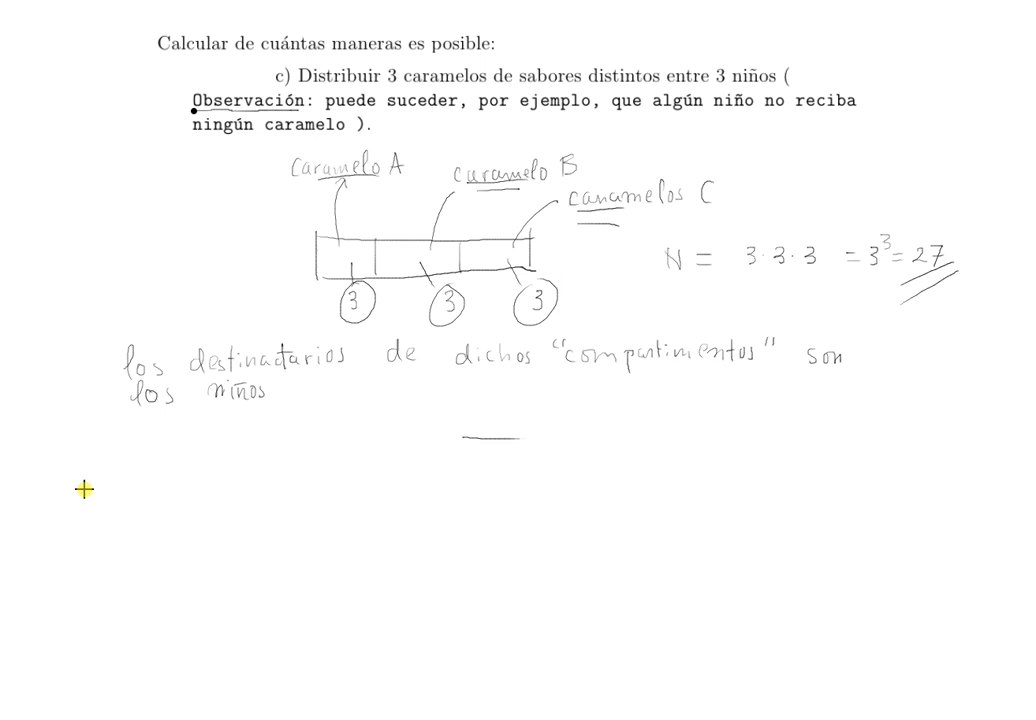 Calcular de cuántas maneras es posible:
c) Distribuir 3 caramelos de sabores distintos entre 3 niños (
Observación: puede suceder, por ejemplo, que algún niño no reciba
ningún caramelo ).
caramelo A
caramelo B
caramelos C
N = 3·3·3 = 3³ = 27
3 3 3
los destinactarios de dichos "compartimentos" son
los niños